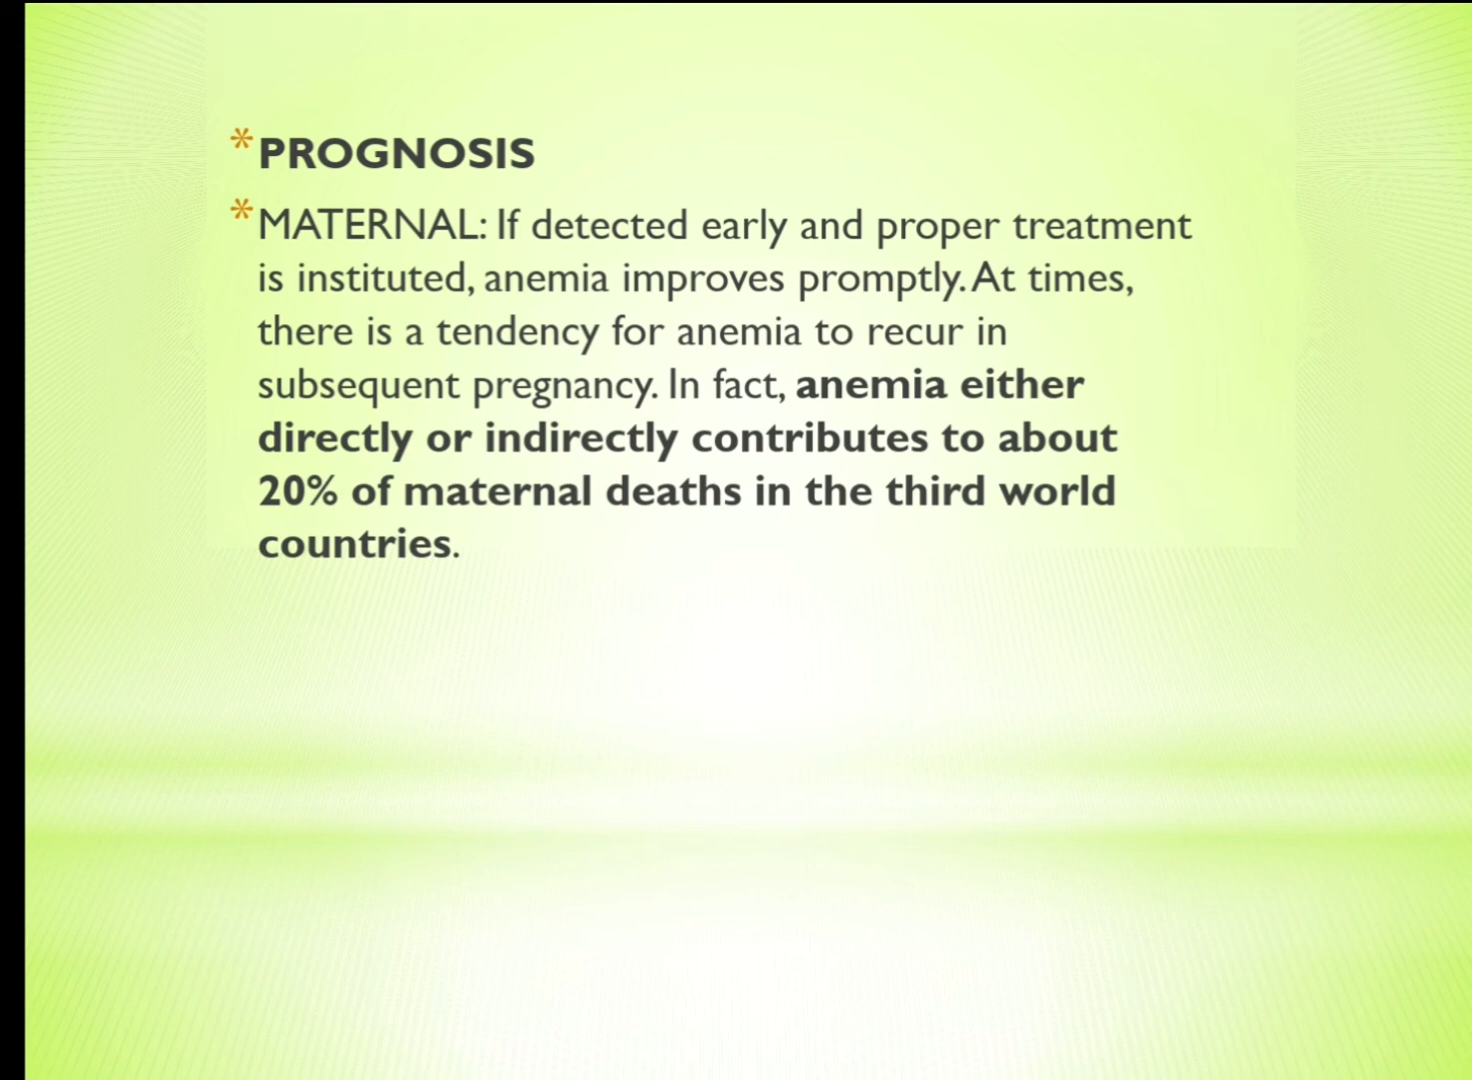 * PROGNOSIS
* MATERNAL: If detected early and proper treatment
is instituted, anemia improves promptly. At times,
there is a tendency for anemia to recur in
subsequent pregnancy. In fact, anemia either
directly or indirectly contributes to about
20% of maternal deaths in the third world
countries.